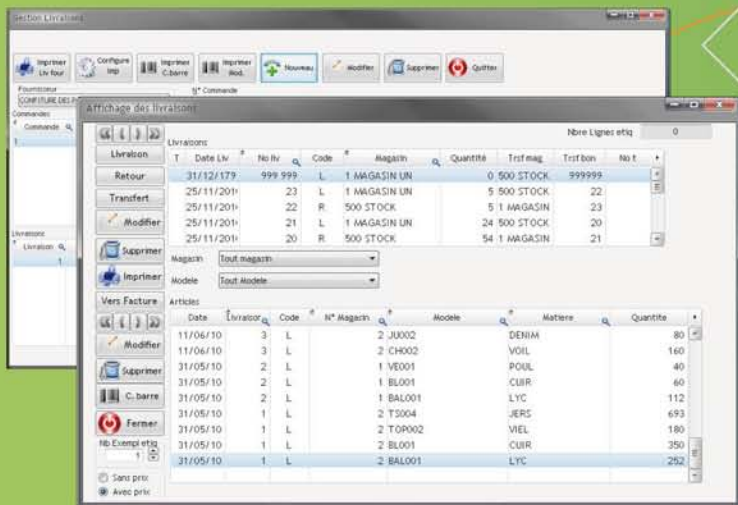 Gestion Livraisons
Imprimer Liv four
Configure Imp
Imprimer C.barre
Imprimer Mod.
Nouveau
Modifier
Supprimer
Quitter
Fournisseur
N° Commande
CONFITURE DES
Commandes
Commande
1
Livraisons
Livraison
1
Affichage des livraisons
Nbre Lignes etiq 0
Livraison
Retour
Transfert
Modifier
Supprimer
Imprimer
Vers Facture
Modifier
Supprimer
C. barre
Fermer
Nb Exempl etiq
1
Sans prix
Avec prix
Livraisons
T Date Liv No liv Code Magasin Quantité Trsf mag Trsf bon No t
31/12/179 999 999 L 1 MAGASIN UN 0 500 STOCK 999999
25/11/201 23 L 1 MAGASIN UN 5 500 STOCK 22
25/11/201 22 R 500 STOCK 5 1 MAGASIN 23
25/11/201 21 L 1 MAGASIN UN 24 500 STOCK 20
25/11/201 20 R 500 STOCK 54 1 MAGASIN 21
Magasin Tout magasin
Modele Tout Modele
Articles
Date Livraison Code N° Magasin Modele Matiere Quantite
11/06/10 3 L 2 JU002 DENIM 80
11/06/10 3 L 2 CH002 VOIL 160
31/05/10 2 L 1 VE001 POUL 40
31/05/10 2 L 1 BL001 CUIR 60
31/05/10 2 L 1 BAL001 LYC 112
31/05/10 1 L 2 TS004 JERS 693
31/05/10 1 L 2 TOP002 VIEL 180
31/05/10 1 L 2 BL001 CUIR 350
31/05/10 1 L 2 BAL001 LYC 252